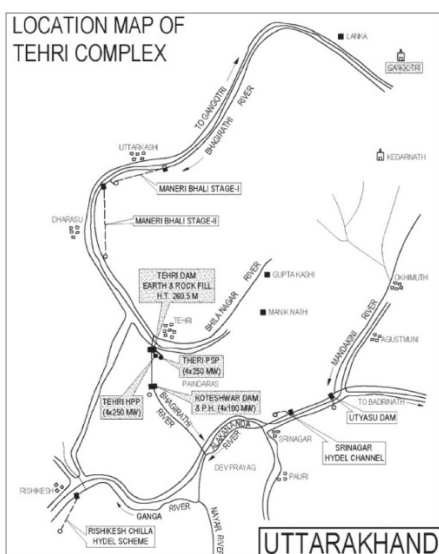 LOCATION MAP OF
TEHRI COMPLEX
LANKA
GANGOTRI
TO GANGOTRI
BHAGIRATHI
RIVER
UTTARKASHI
KEDARNATH
MANERI BHALI STAGE-I
MANERI BHALI STAGE-II
DHARASU
TEHRI DAM
EARTH & ROCK FILL
H.T. 260.5 M
BHILA NAGAR
RIVER
GUPTA KASHI
OKHIMUTH
TEHRI
MANIK NATH
MANDAKINI
RIVER
AGUSTMUNI
THERI-PSP
(4x250 MW)
PAINDARAS
TEHRI HPP
(4x250 MW)
KOTESHWAR DAM
& P.H. (4x100 MW)
TO BADRINATH
BHAGIRATHI
RIVER
ALAKANANDA
RIVER
UTYASU DAM
SRINAGAR
SRINAGAR
HYDEL CHANNEL
DEV PRAYAG
PAURI
RISHIKESH
GANGA RIVER
NAYAR RIVER
RISHIKESH CHILLA
HYDEL SCHEME
UTTARAKHAND